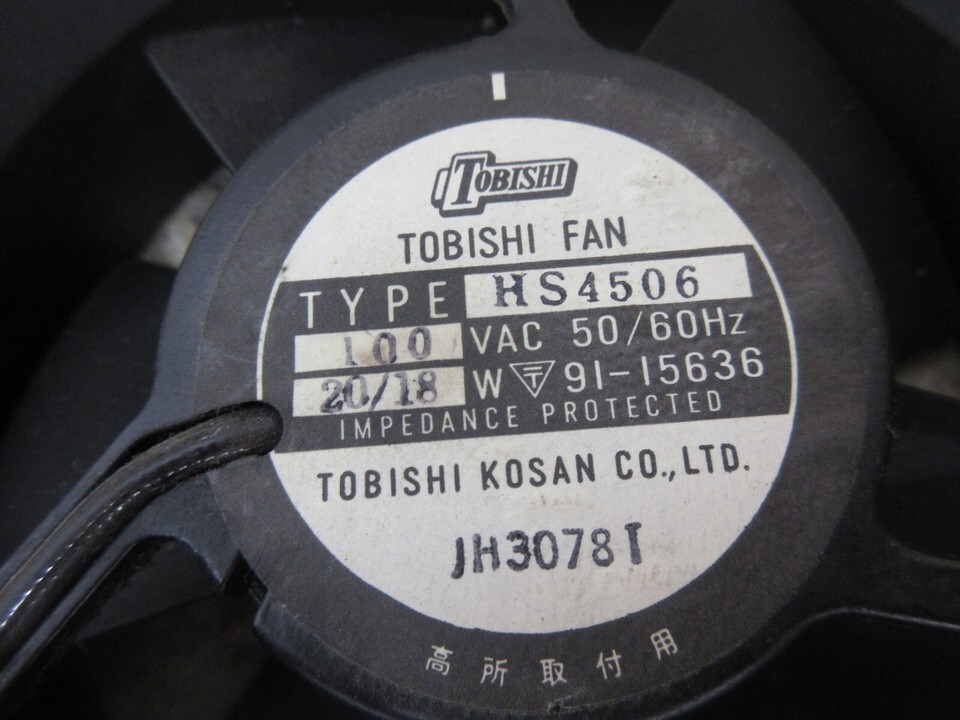 TOBISHI
TOBISHI FAN
TYPE HS4506
100 VAC 50/60Hz
20/18 W 91-15636
IMPEDANCE PROTECTED
TOBISHI KOSAN CO.,LTD.
JH3078T
高所取付用